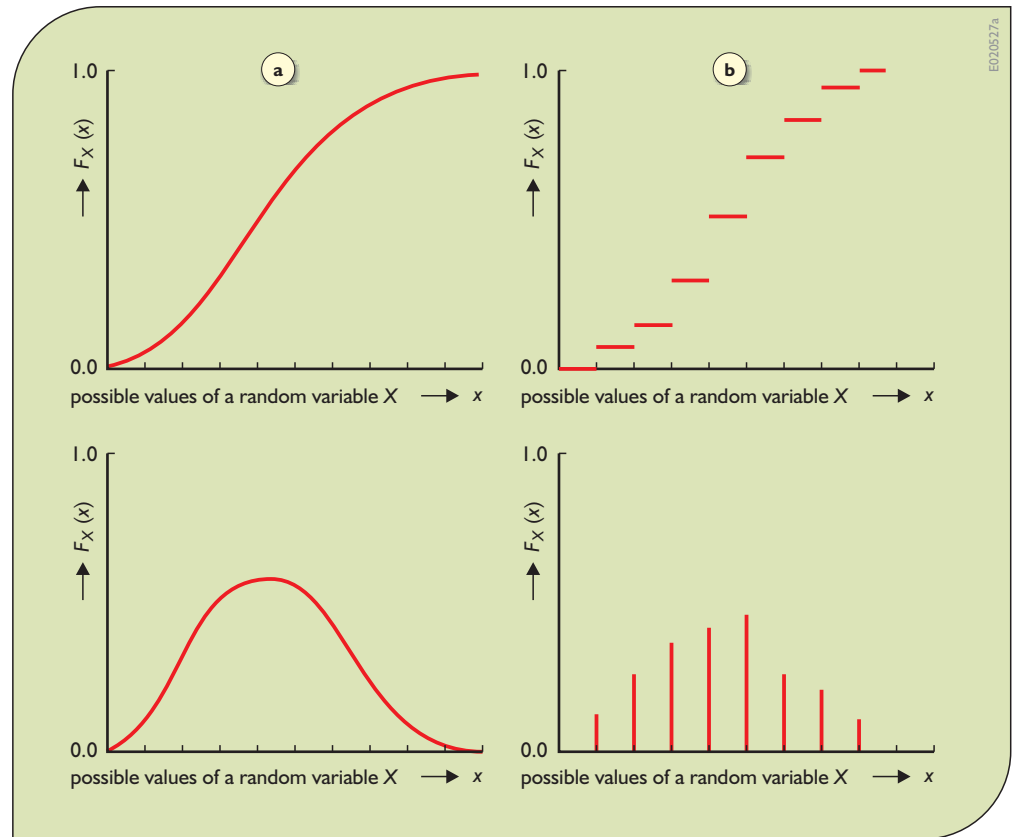 E020527a
a
b
1.0
F_X (x)
0.0
possible values of a random variable X x
1.0
F_X (x)
0.0
possible values of a random variable X x
1.0
F_X (x)
0.0
possible values of a random variable X x
1.0
F_X (x)
0.0
possible values of a random variable X x